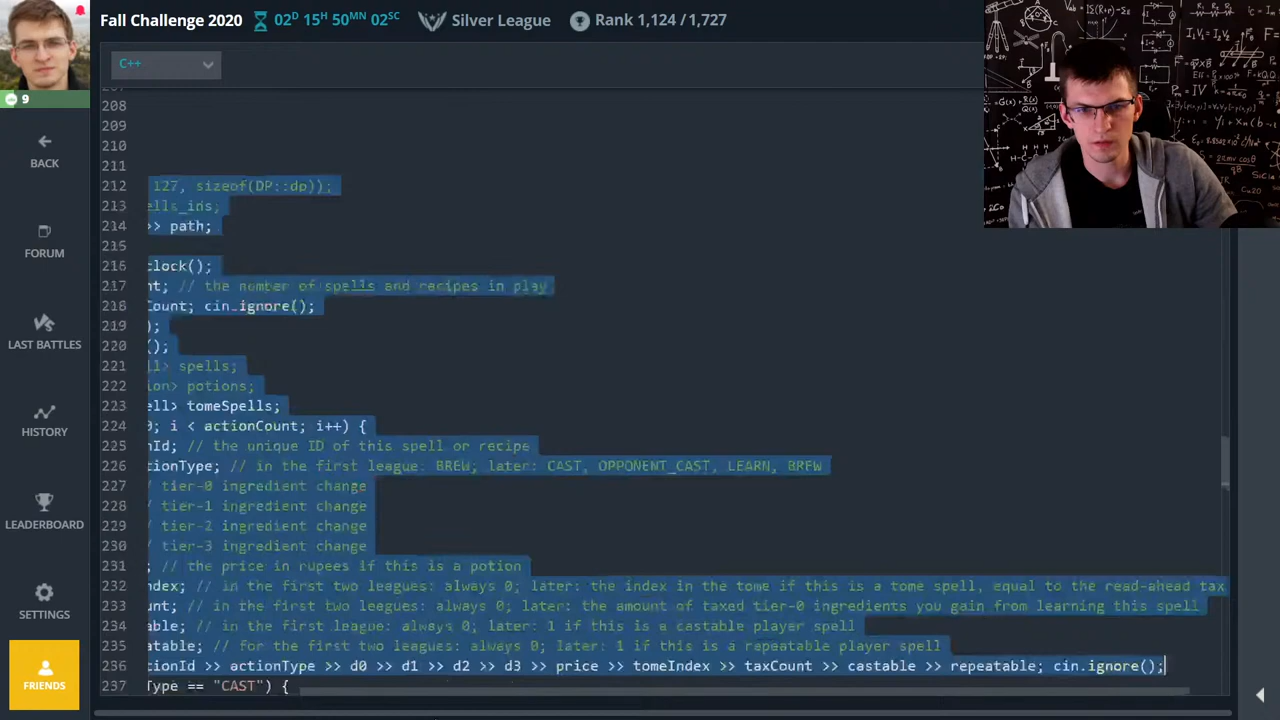 Fall Challenge 2020
02D 15H 50MN 02SC
Silver League
Rank 1,124 / 1,727
C++
9
BACK
FORUM
LAST BATTLES
HISTORY
LEADERBOARD
SETTINGS
FRIENDS
208
209
210
211
212 127, sizeof(DP::dp));
213 ells_ins;
214 >> path;
215
216 clock();
217 nt; // the number of spells and recipes in play
218 Count; cin.ignore();
219 );
220 ();
221 ll> spells;
222 ion> potions;
223 ell> tomeSpells;
224 0; i < actionCount; i++) {
225 nId; // the unique ID of this spell or recipe
226 tionType; // in the first league: BREW; later: CAST, OPPONENT_CAST, LEARN, BREW
227 / tier-0 ingredient change
228 / tier-1 ingredient change
229 / tier-2 ingredient change
230 / tier-3 ingredient change
231 ; // the price in rupees if this is a potion
232 ndex; // in the first two leagues: always 0; later: the index in the tome if this is a tome spell, equal to the read-ahead tax
233 unt; // in the first two leagues: always 0; later: the amount of taxed tier-0 ingredients you gain from learning this spell
234 able; // in the first league: always 0; later: 1 if this is a castable player spell
235 atable; // for the first two leagues: always 0; later: 1 if this is a repeatable player spell
236 ctionId >> actionType >> d0 >> d1 >> d2 >> d3 >> price >> tomeIndex >> taxCount >> castable >> repeatable; cin.ignore();
237 Type == "CAST") {